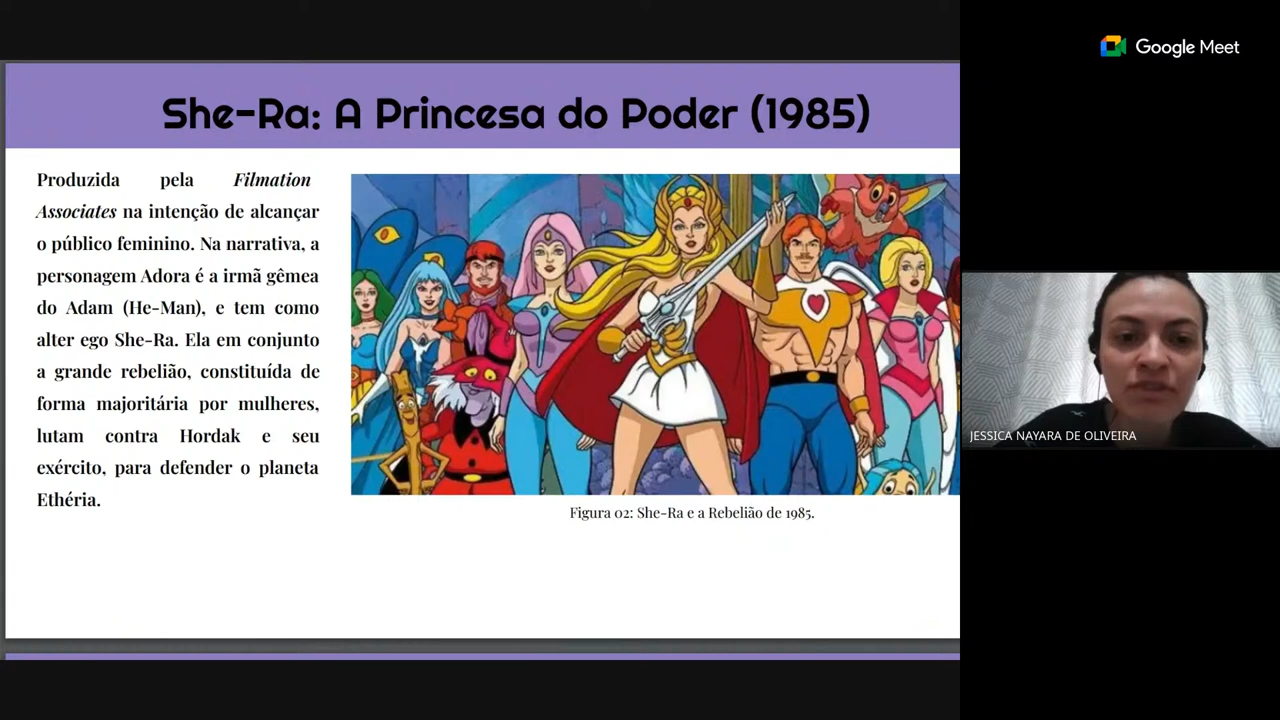 She-Ra: A Princesa do Poder (1985)
Produzida pela Filmation
Associates na intenção de alcançar
o público feminino. Na narrativa, a
personagem Adora é a irmã gêmea
do Adam (He-Man), e tem como
alter ego She-Ra. Ela em conjunto
a grande rebelião, constituída de
forma majoritária por mulheres,
lutam contra Hordak e seu
exército, para defender o planeta
Ethéria.
Figura 02: She-Ra e a Rebelião de 1985.
Google Meet
JESSICA NAYARA DE OLIVEIRA